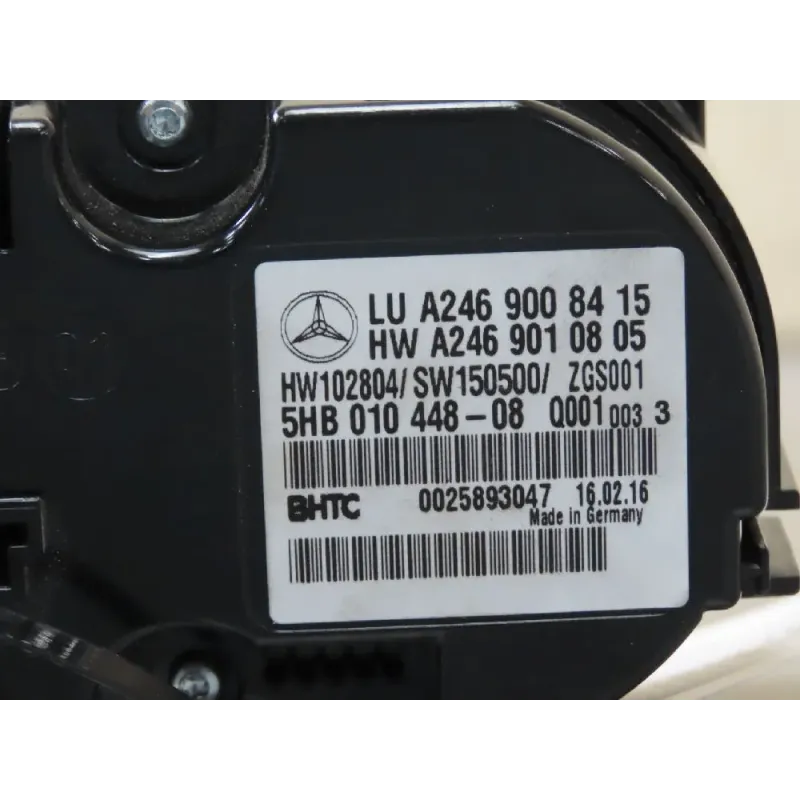 LU A246 900 84 15
HW A246 901 08 05
HW102804/ SW150500/ ZGS001
5HB 010 448-08 Q001 003 3
BHTC 0025893047 16.02.16
Made in Germany